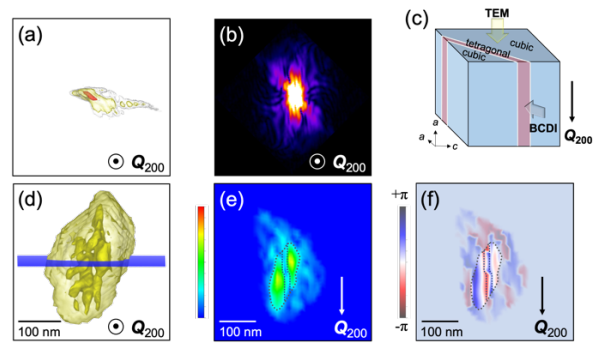 (a)
Q200
(b)
Q200
(c)
TEM
cubic
tetragonal
cubic
BCDI
a
a
c
Q200
(d)
100 nm
Q200
(e)
100 nm
Q200
+π
-π
(f)
100 nm
Q200